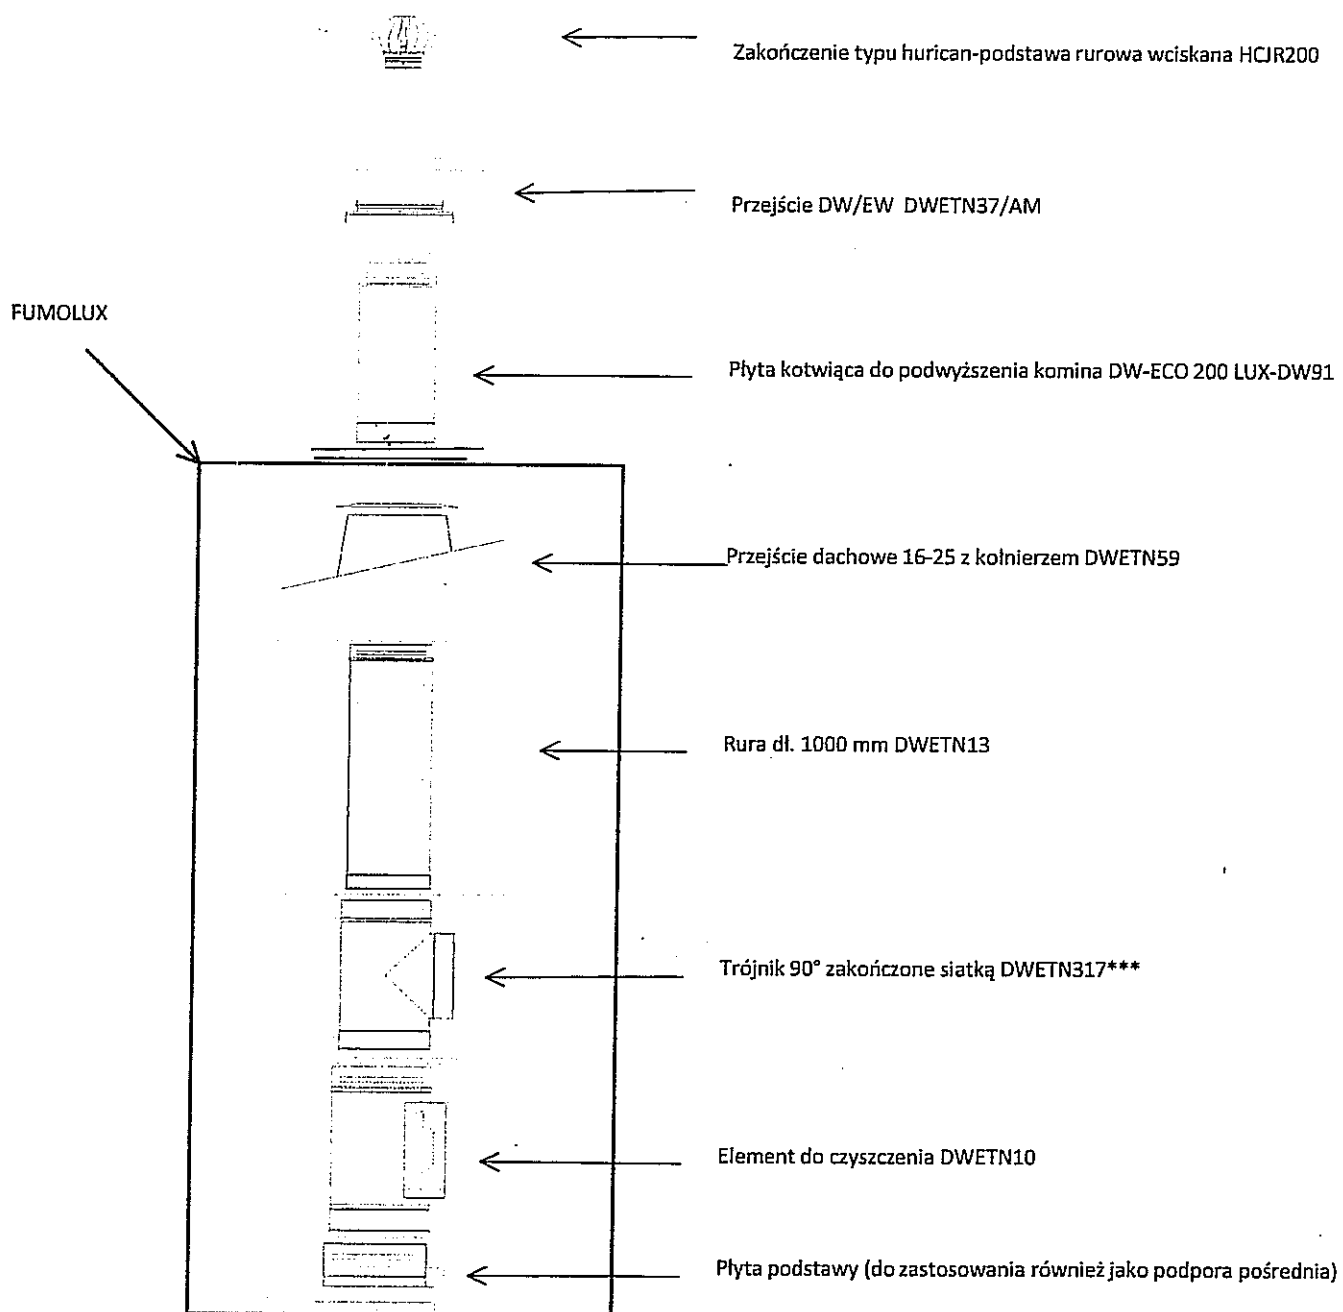 Zakończenie typu hurican-podstawa rurowa wciskana HCJR200
Przejście DW/EW DWETN37/AM
FUMOLUX
Płyta kotwiąca do podwyższenia komina DW-ECO 200 LUX-DW91
Przejście dachowe 16-25 z kołnierzem DWETN59
Rura dł. 1000 mm DWETN13
Trójnik 90° zakończone siatką DWETN317***
Element do czyszczenia DWETN10
Płyta podstawy (do zastosowania również jako podpora pośrednia)